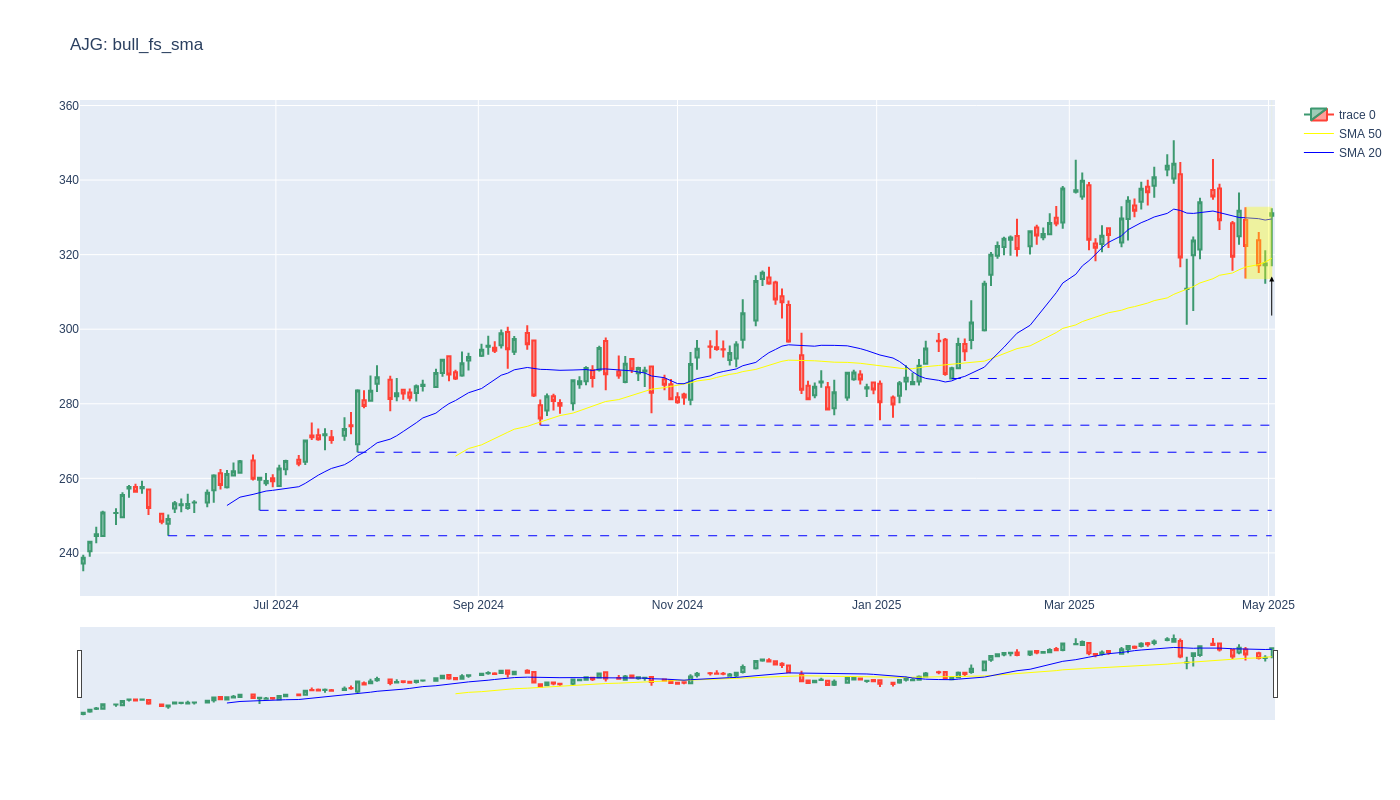 AJG: bull_fs_sma
360
340
320
300
280
260
240
Jul 2024
Sep 2024
Nov 2024
Jan 2025
Mar 2025
May 2025
trace 0
SMA 50
SMA 20